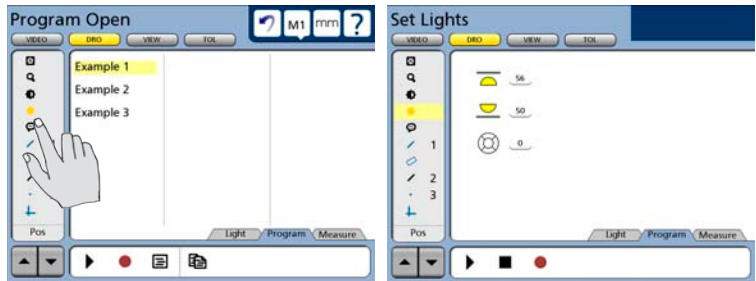 Program Open
M1 mm ?
VIDEO DRO VIEW TOL
Example 1
Example 2
Example 3
Pos
Light Program Measure
Set Lights
VIDEO DRO VIEW TOL
56
50
1
0
2
3
Pos
Light Program Measure